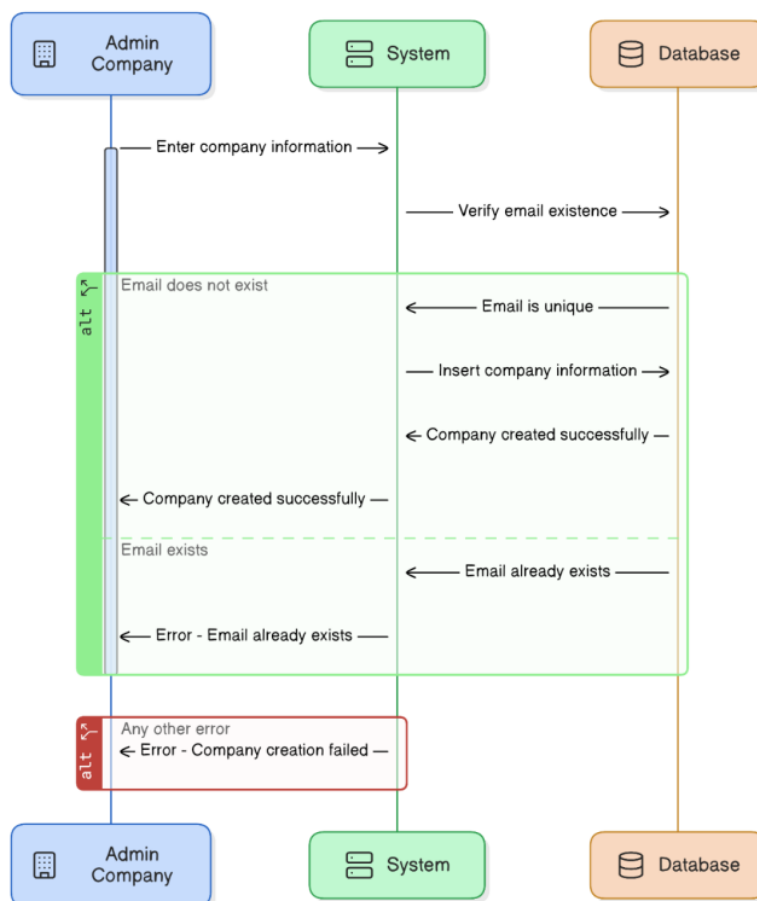 Admin
Company
System
Database
Enter company information
Verify email existence
alt
Email does not exist
Email is unique
Insert company information
Company created successfully
Company created successfully
Email exists
Email already exists
Error - Email already exists
alt
Any other error
Error - Company creation failed
Admin
Company
System
Database